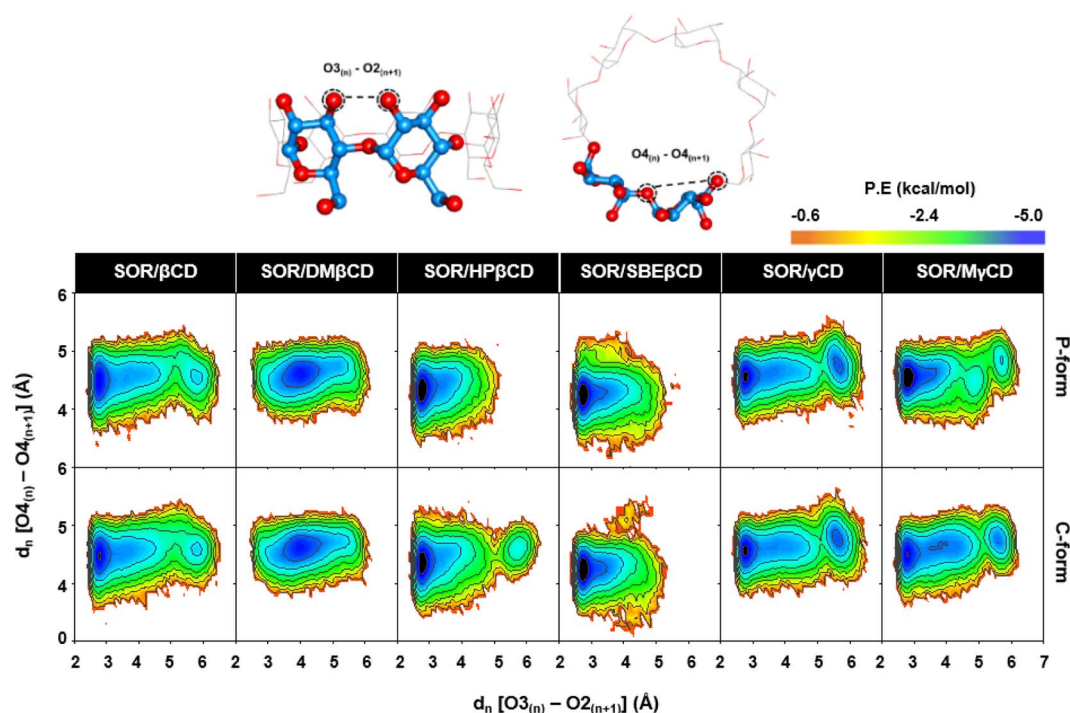 O3(n) - O2(n+1)
O4(n) - O4(n+1)
P.E (kcal/mol)
-0.6 -2.4 -5.0
SOR/βCD SOR/DMβCD SOR/HPβCD SOR/SBEβCD SOR/γCD SOR/MγCD
6
5
4
P-form
6
5
4
0
C-form
dn [O4(n) – O4(n+1)] (Å)
2 3 4 5 6 2 3 4 5 6 2 3 4 5 6 2 3 4 5 6 2 3 4 5 6 2 3 4 5 6 7
dn [O3(n) – O2(n+1)] (Å)